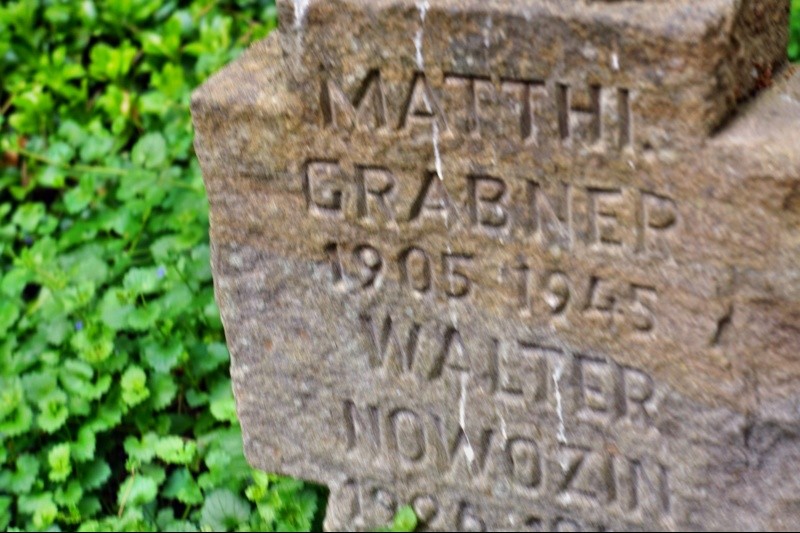 MATTHI
GRABNER
1905 1945
WALTER
NOWOZIN